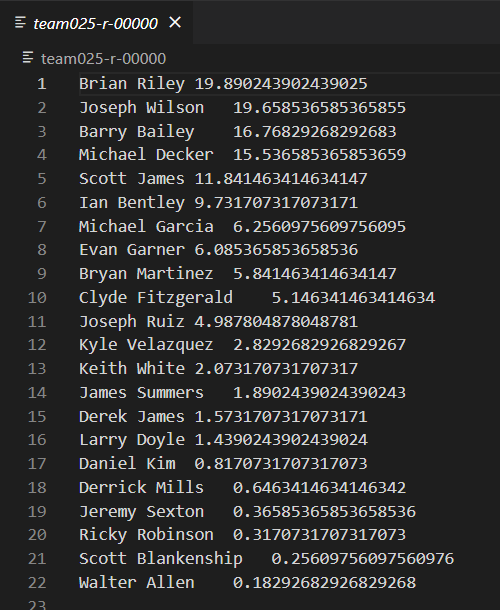 team025-r-00000 ×
team025-r-00000
1 Brian Riley 19.890243902439025
2 Joseph Wilson 19.658536585365855
3 Barry Bailey 16.76829268292683
4 Michael Decker 15.536585365853659
5 Scott James 11.841463414634147
6 Ian Bentley 9.731707317073171
7 Michael Garcia 6.2560975609756095
8 Evan Garner 6.085365853658536
9 Bryan Martinez 5.841463414634147
10 Clyde Fitzgerald 5.146341463414634
11 Joseph Ruiz 4.987804878048781
12 Kyle Velazquez 2.8292682926829267
13 Keith White 2.073170731707317
14 James Summers 1.8902439024390243
15 Derek James 1.5731707317073171
16 Larry Doyle 1.4390243902439024
17 Daniel Kim 0.8170731707317073
18 Derrick Mills 0.6463414634146342
19 Jeremy Sexton 0.36585365853658536
20 Ricky Robinson 0.3170731707317073
21 Scott Blankenship 0.25609756097560976
22 Walter Allen 0.18292682926829268
23